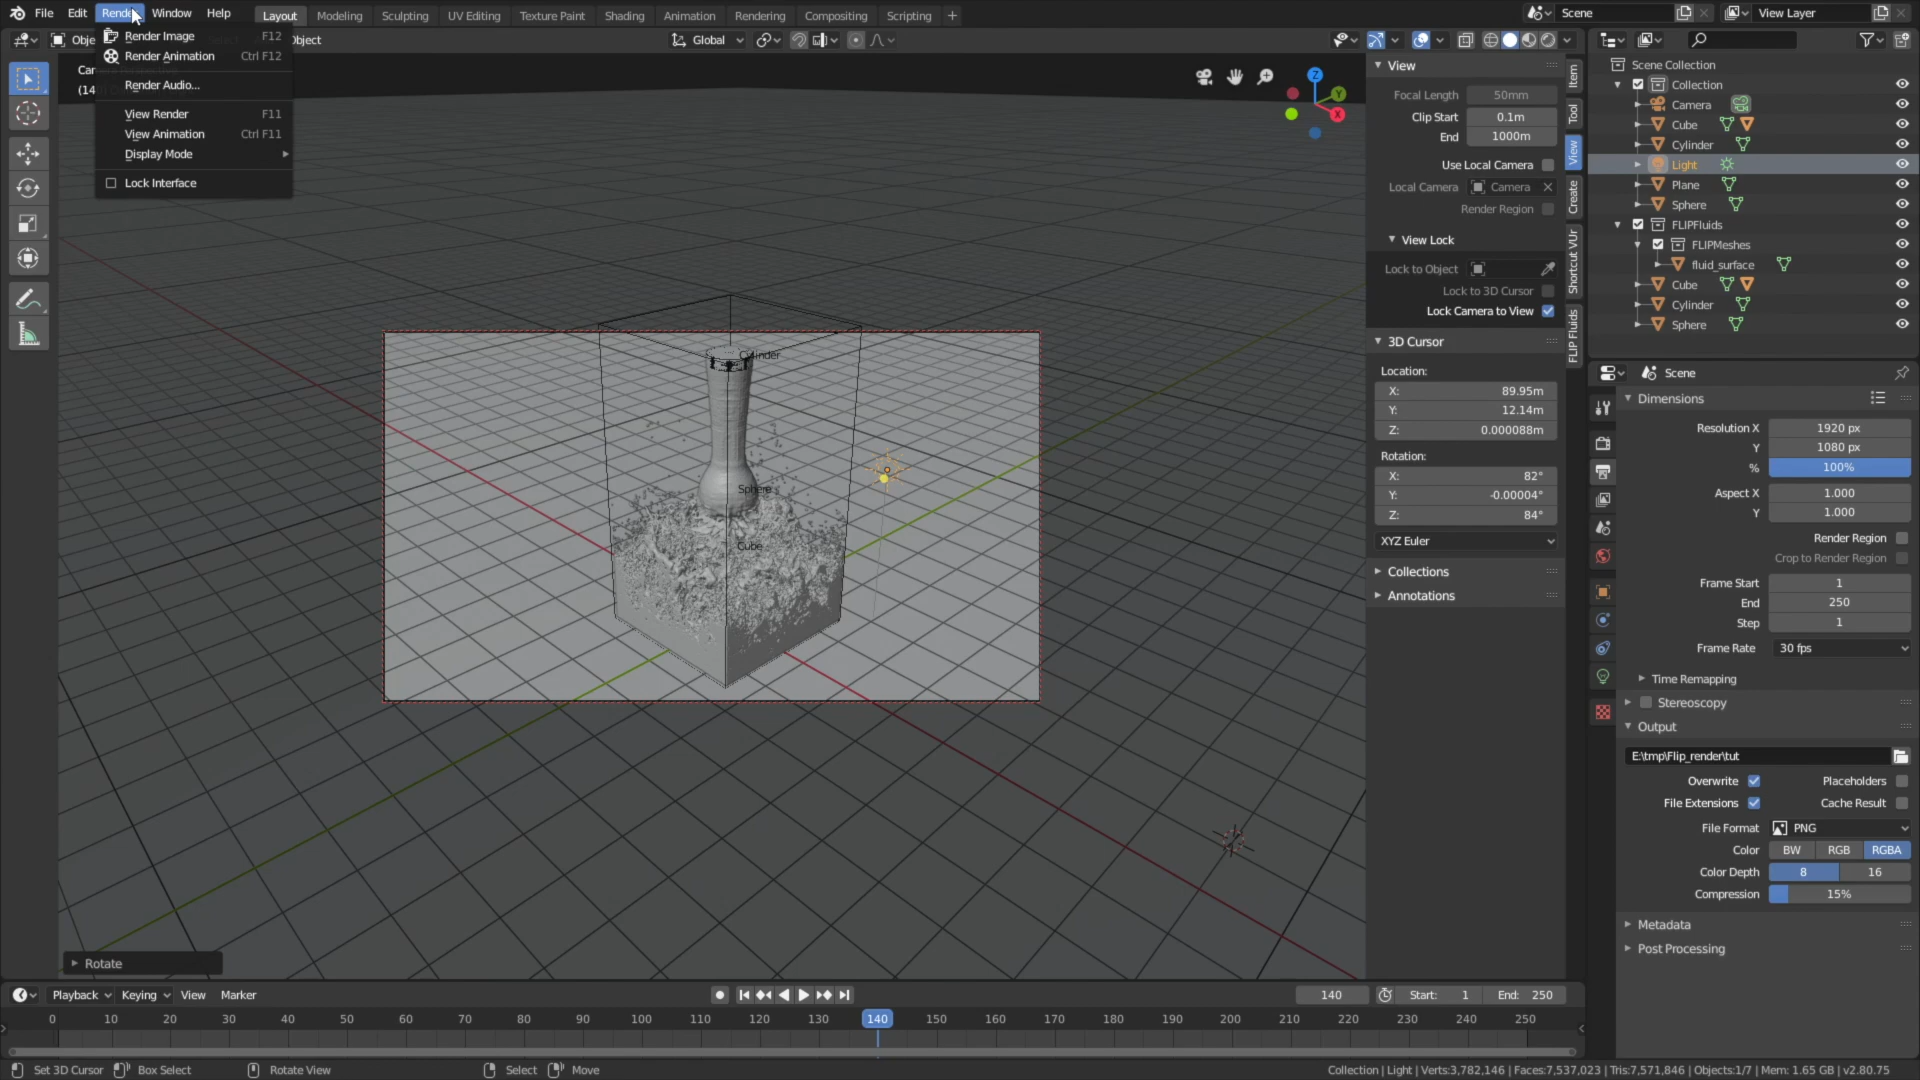 File Edit Render Window Help Layout Modeling Sculpting UV Editing Texture Paint Shading Animation Rendering Compositing Scripting + Scene View Layer
Obje Object Global
Render Image F12
Render Animation Ctrl F12
Render Audio...
View Render F11
View Animation Ctrl F11
Display Mode
Lock Interface
Z
Y
X
Cylinder
Sphere
Cube
Rotate
View
Focal Length 50mm
Clip Start 0.1m
End 1000m
Use Local Camera
Local Camera Camera
Render Region
View Lock
Lock to Object
Lock to 3D Cursor
Lock Camera to View
3D Cursor
Location:
X: 89.95m
Y: 12.14m
Z: 0.000088m
Rotation:
X: 82°
Y: -0.00004°
Z: 84°
XYZ Euler
Collections
Annotations
Item
Tool
View
Create
Shortcut VUr
FLIP Fluids
Scene Collection
Collection
Camera
Cube
Cylinder
Light
Plane
Sphere
FLIPFluids
FLIPMeshes
fluid_surface
Cube
Cylinder
Sphere
Scene
Dimensions
Resolution X 1920 px
Y 1080 px
% 100%
Aspect X 1.000
Y 1.000
Render Region
Crop to Render Region
Frame Start 1
End 250
Step 1
Frame Rate 30 fps
Time Remapping
Stereoscopy
Output
E:\tmp\Flip_render\tut
Overwrite Placeholders
File Extensions Cache Result
File Format PNG
Color BW RGB RGBA
Color Depth 8 16
Compression 15%
Metadata
Post Processing
Playback Keying View Marker 140 Start: 1 End: 250
0 10 20 30 40 50 60 70 80 90 100 110 120 130 140 150 160 170 180 190 200 210 220 230 240 250
Set 3D Cursor Box Select Rotate View Select Move Collection | Light | Verts:3,782,146 | Faces:7,537,023 | Tris:7,571,846 | Objects:1/7 | Mem: 1.65 GB | v2.80.75